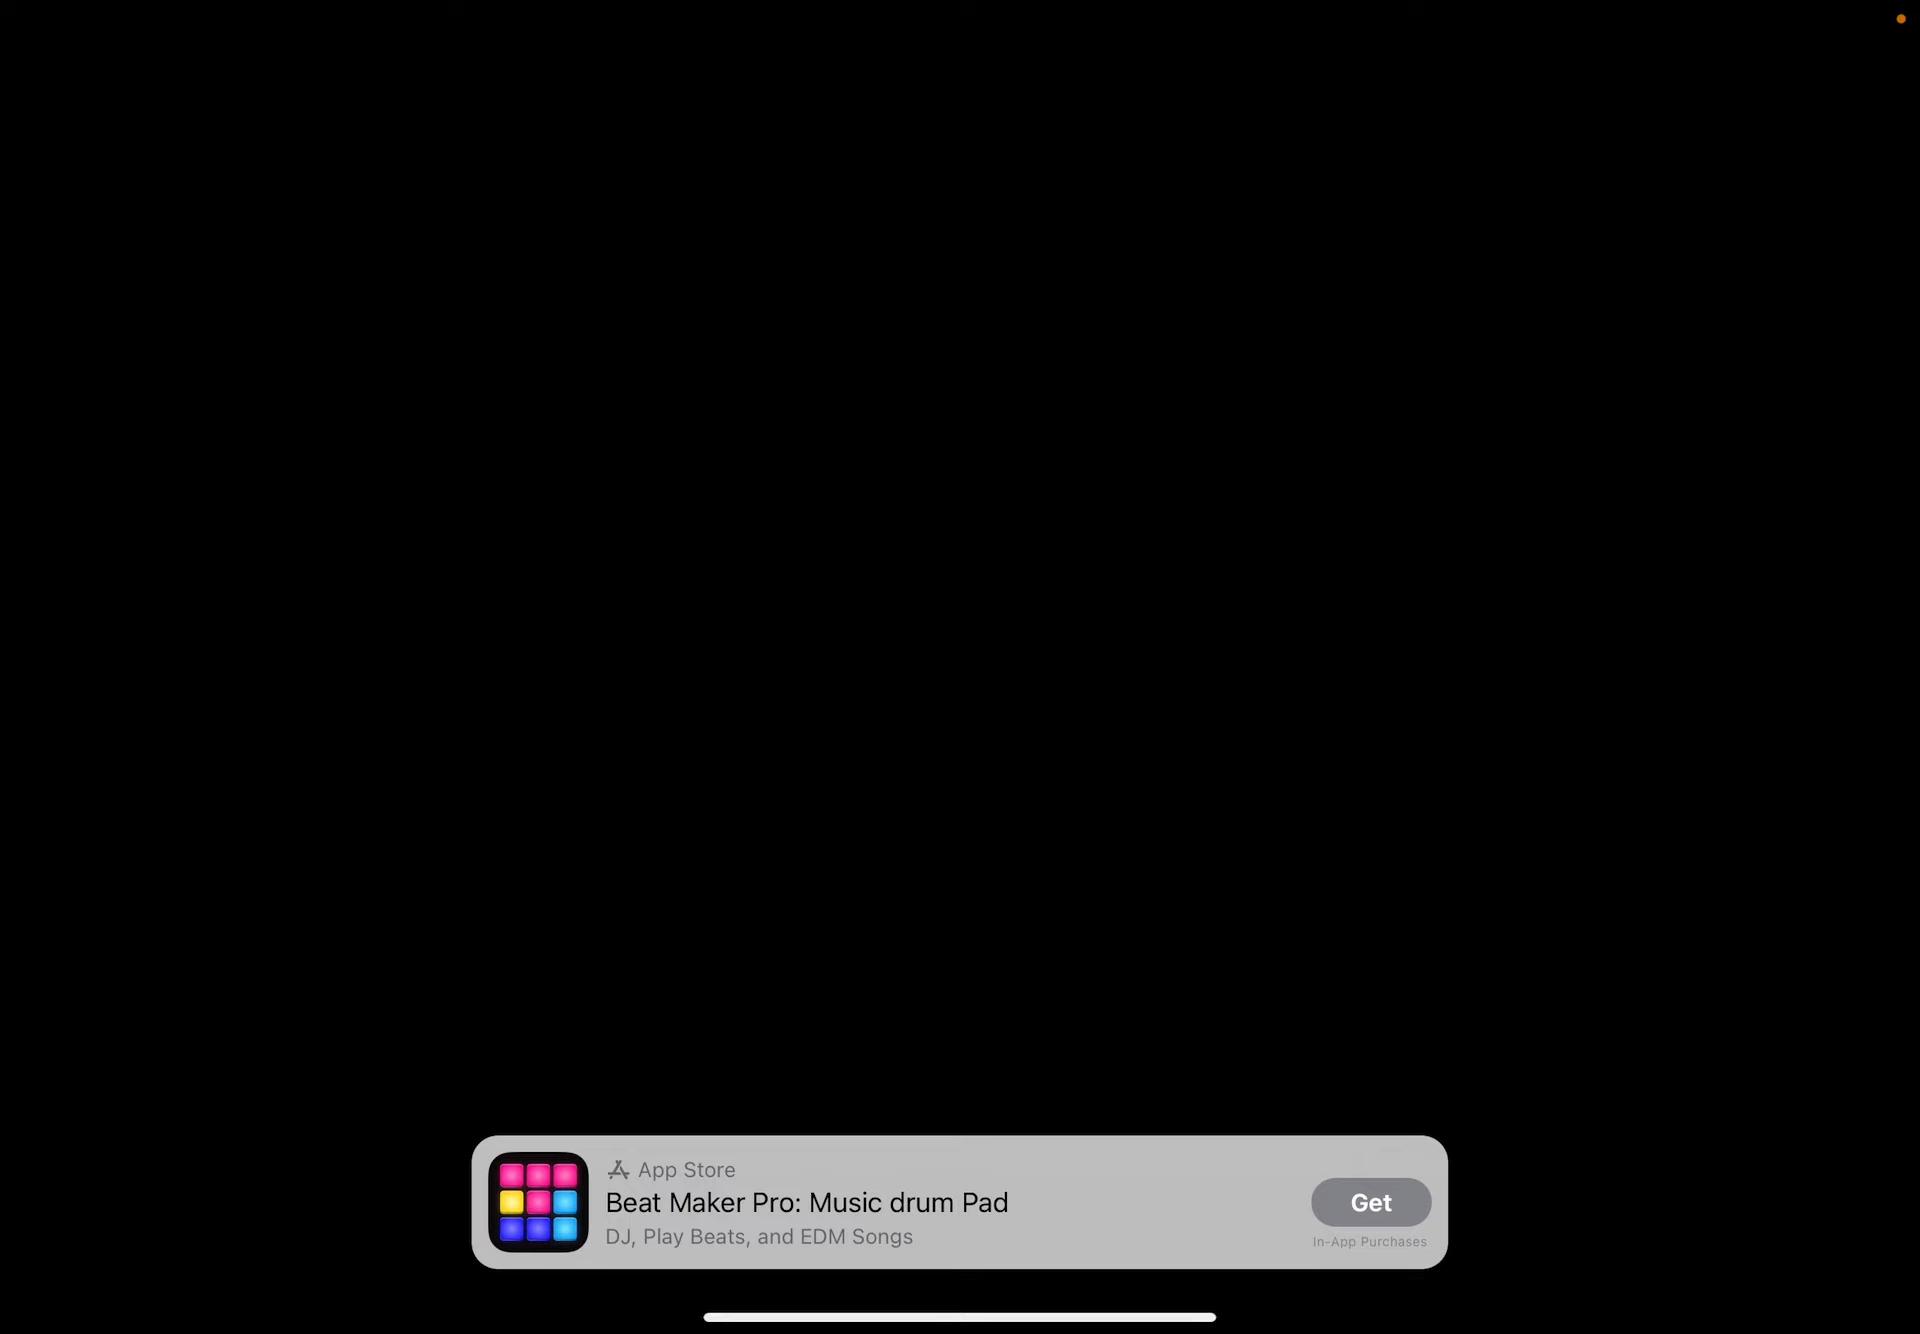 App Store
Beat Maker Pro: Music drum Pad
DJ, Play Beats, and EDM Songs
Get
In-App Purchases